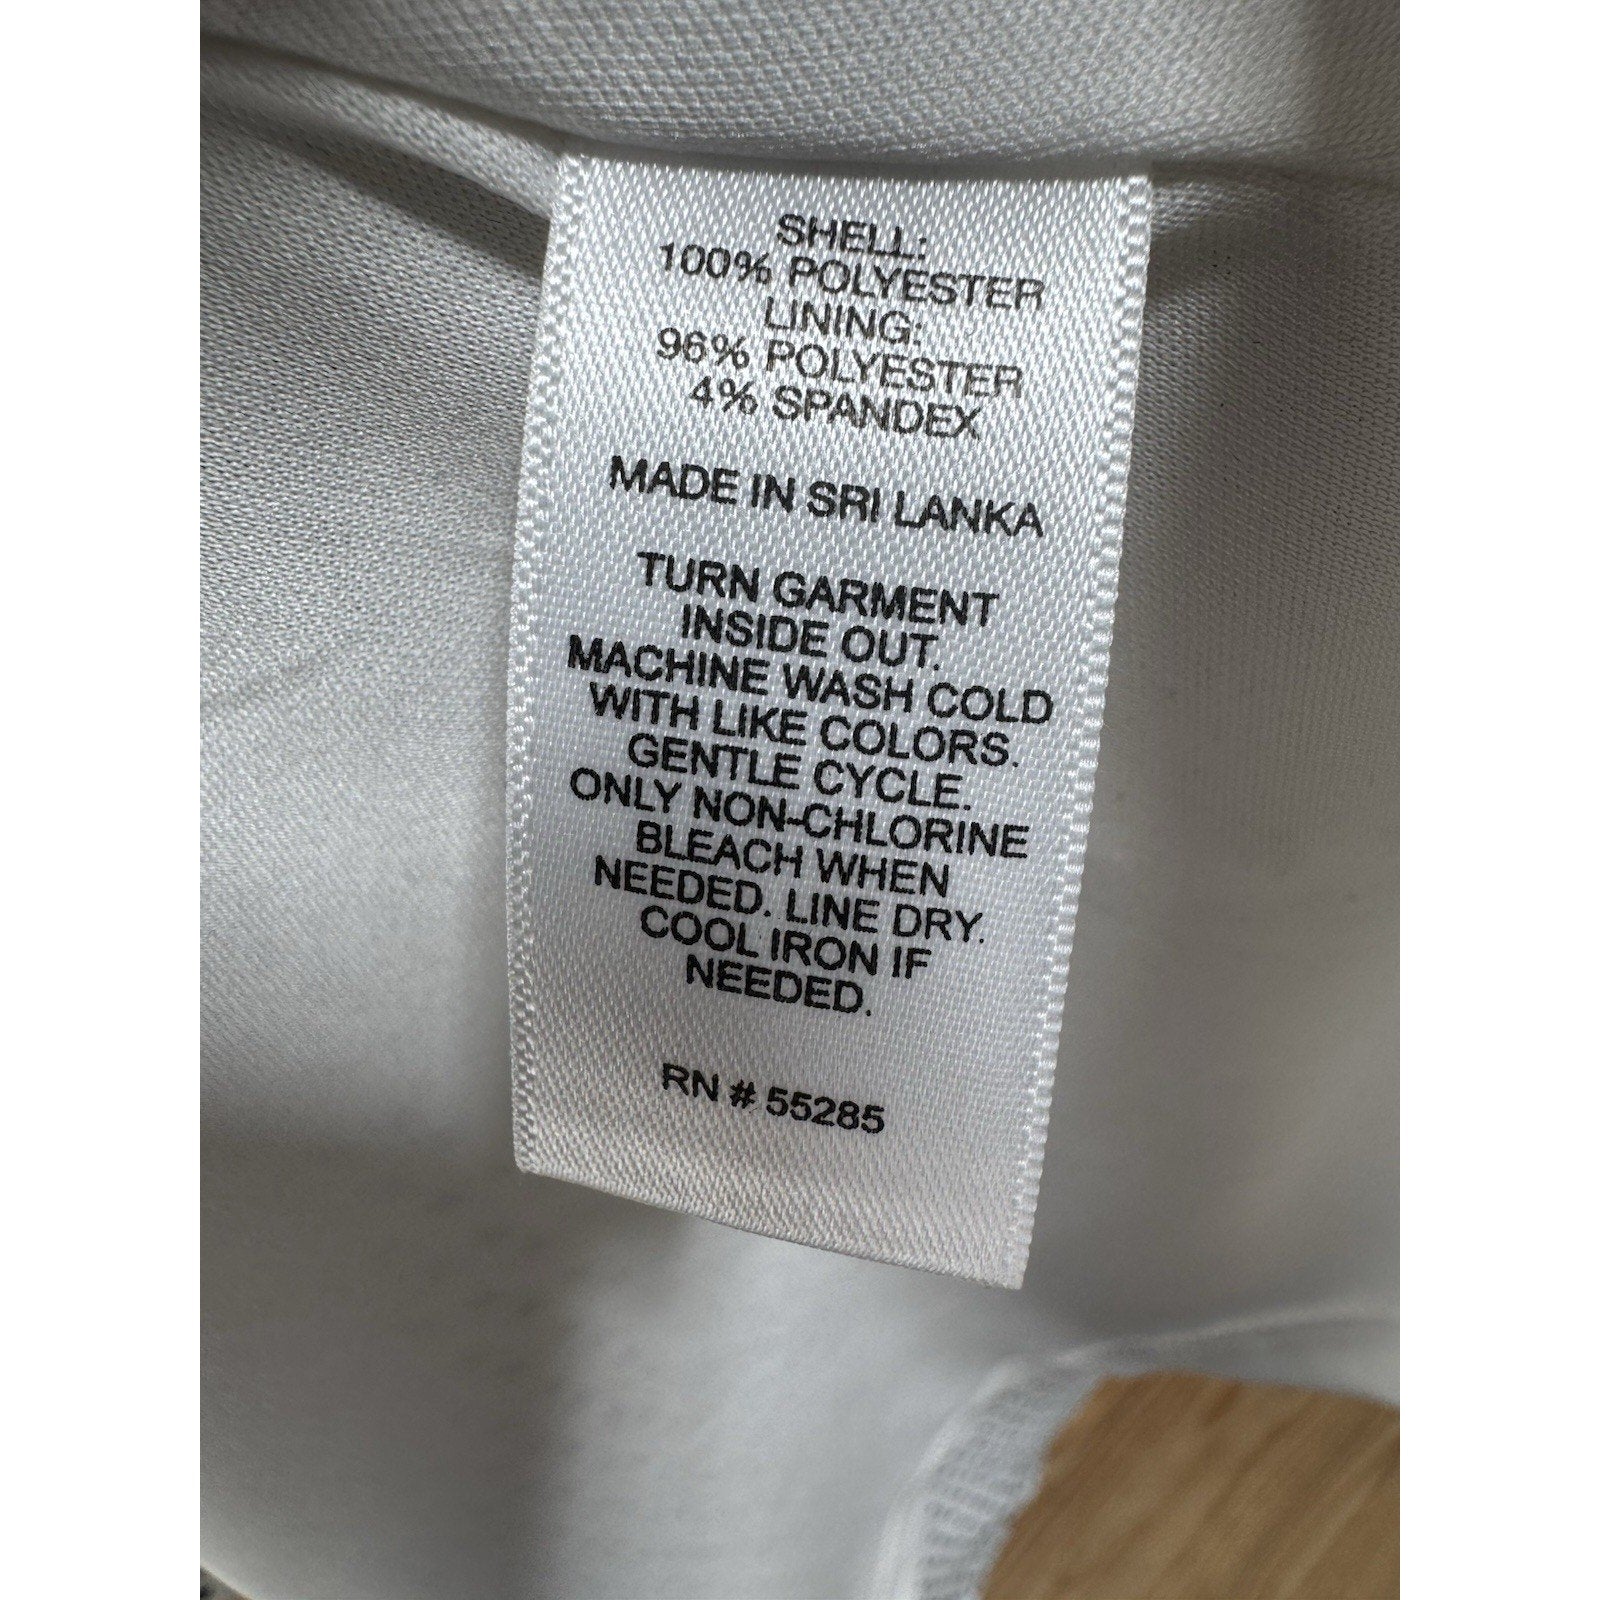 SHELL:
100% POLYESTER
LINING:
96% POLYESTER
4% SPANDEX
MADE IN SRI LANKA
TURN GARMENT
INSIDE OUT.
MACHINE WASH COLD
WITH LIKE COLORS.
GENTLE CYCLE.
ONLY NON-CHLORINE
BLEACH WHEN
NEEDED. LINE DRY.
COOL IRON IF
NEEDED.
RN # 55285